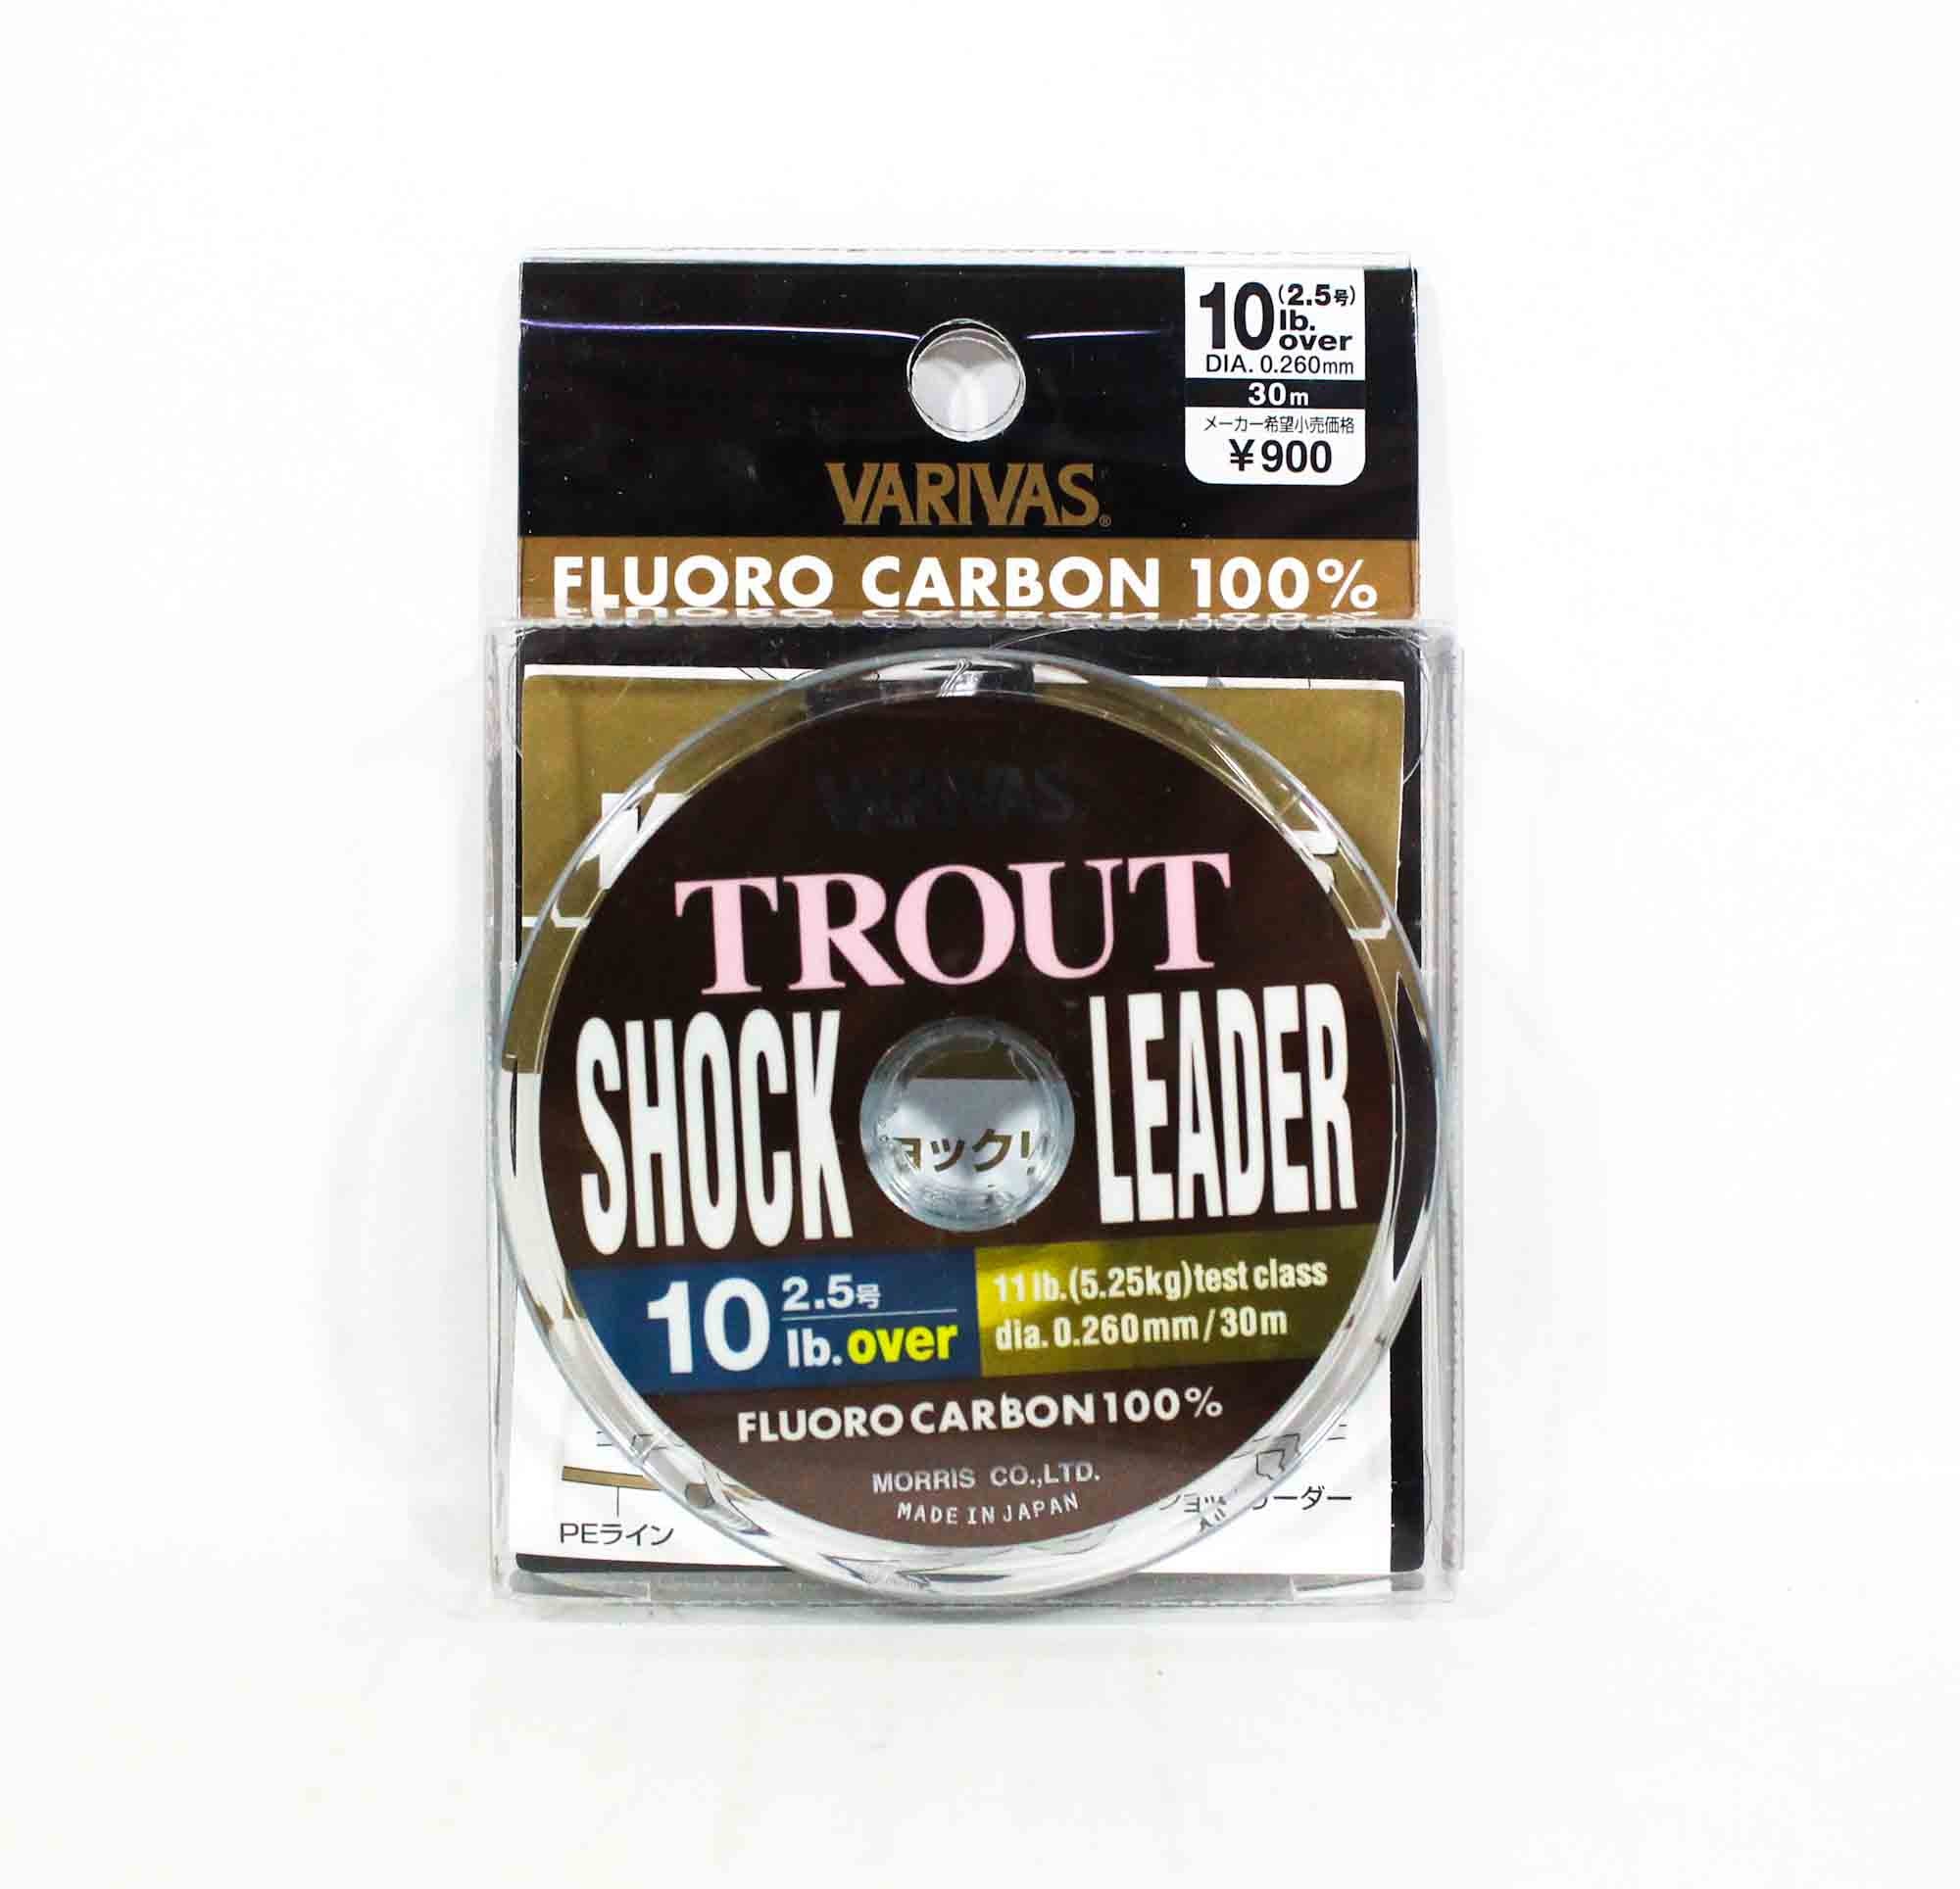 10 (2.5号)
lb.
over
DIA. 0.260mm
30m
メーカー希望小売価格
¥900
VARIVAS®
FLUORO CARBON 100%
VARIVAS
TROUT
SHOCK LEADER
ョック
10 2.5号
lb.over
11 lb.(5.25kg)test class
dia. 0.260mm/30m
FLUORO CARBON 100%
MORRIS CO.,LTD.
MADE IN JAPAN
PEライン